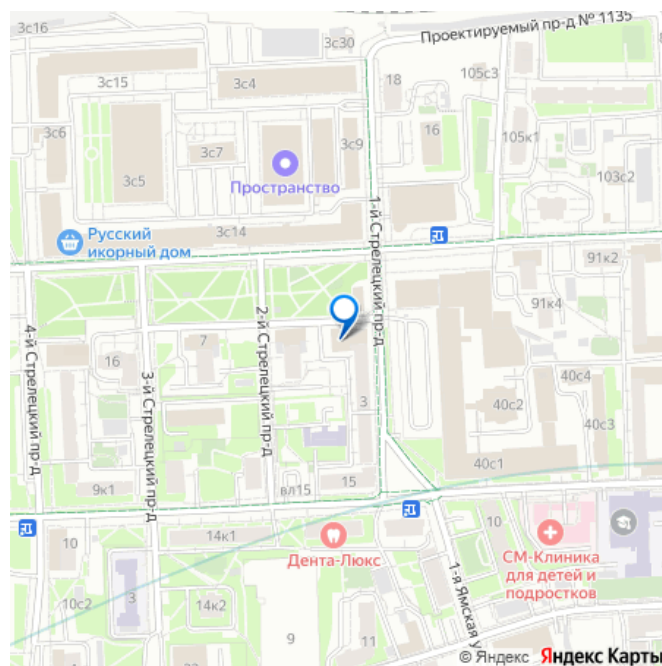 3с16
3с30
Проектируемый пр-д № 1135
3с15
3с4
18
105с3
3с6
3с7
3с9
16
105к1
3с5
Пространство
103с2
1-й Стрелецкий пр-д
Русский
икорный дом
3с14
91к2
91к4
4-й Стрелецкий пр-д
16
3-й Стрелецкий пр-д
7
2-й Стрелецкий пр-д
3
40с4
40с2
40с3
40с1
9к1
вл15
15
10
14к1
Дента-Люкс
10
СМ-Клиника
для детей и
подростков
10с2
3
14к2
9
11
1-я Ямская у
18
© Яндекс Яндекс Карты